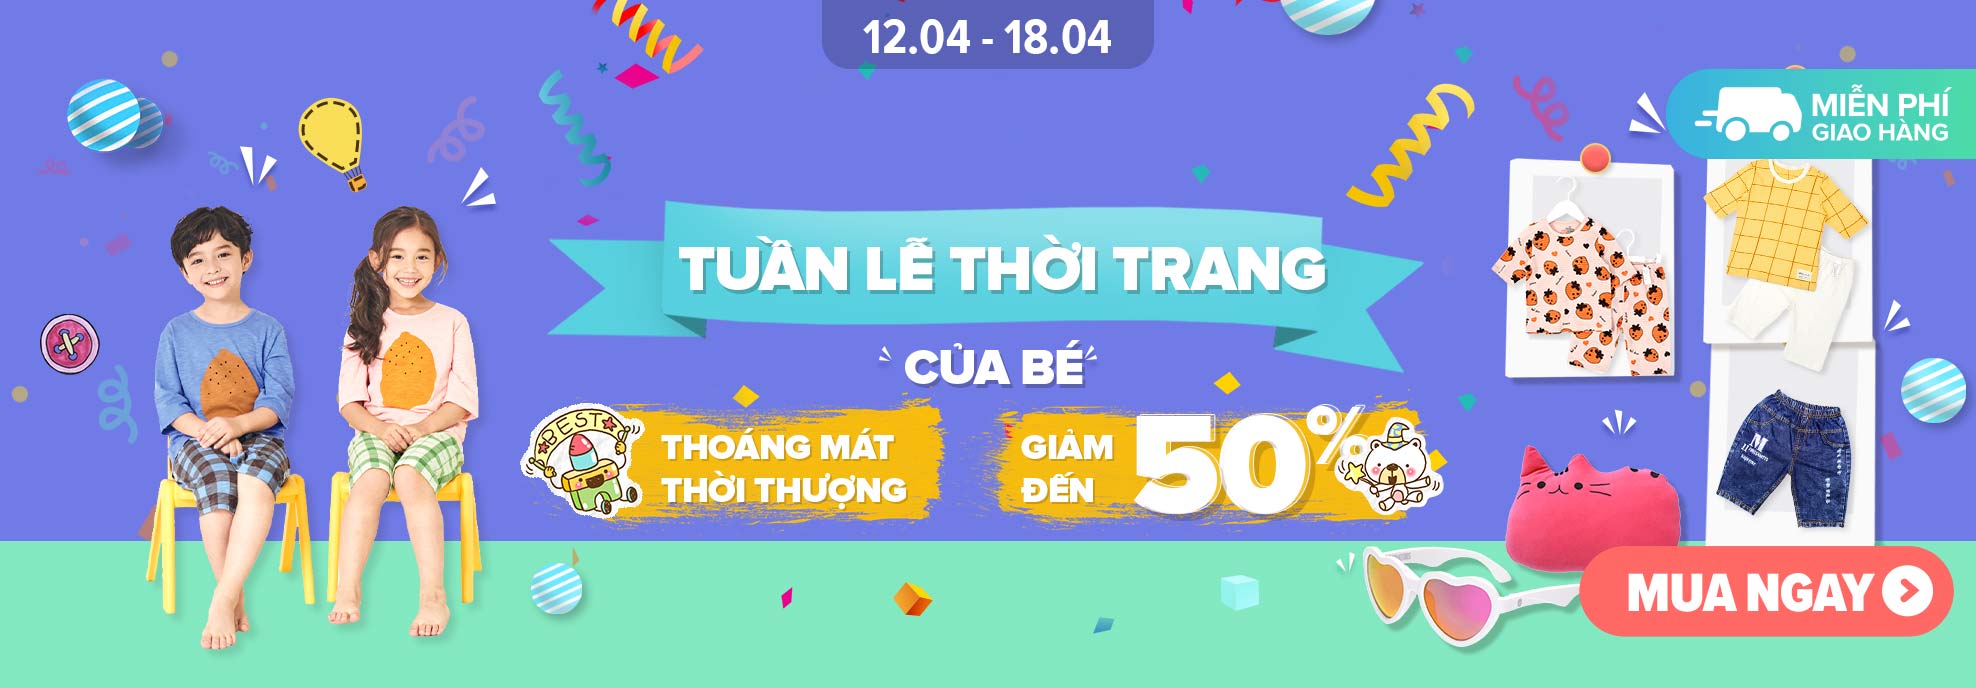 12.04 - 18.04
MIỄN PHÍ
GIAO HÀNG
TUẦN LỄ THỜI TRANG
CỦA BÉ
BEST
THOÁNG MÁT
THỜI THƯỢNG
GIẢM
ĐẾN
50%
M
MUA NGAY